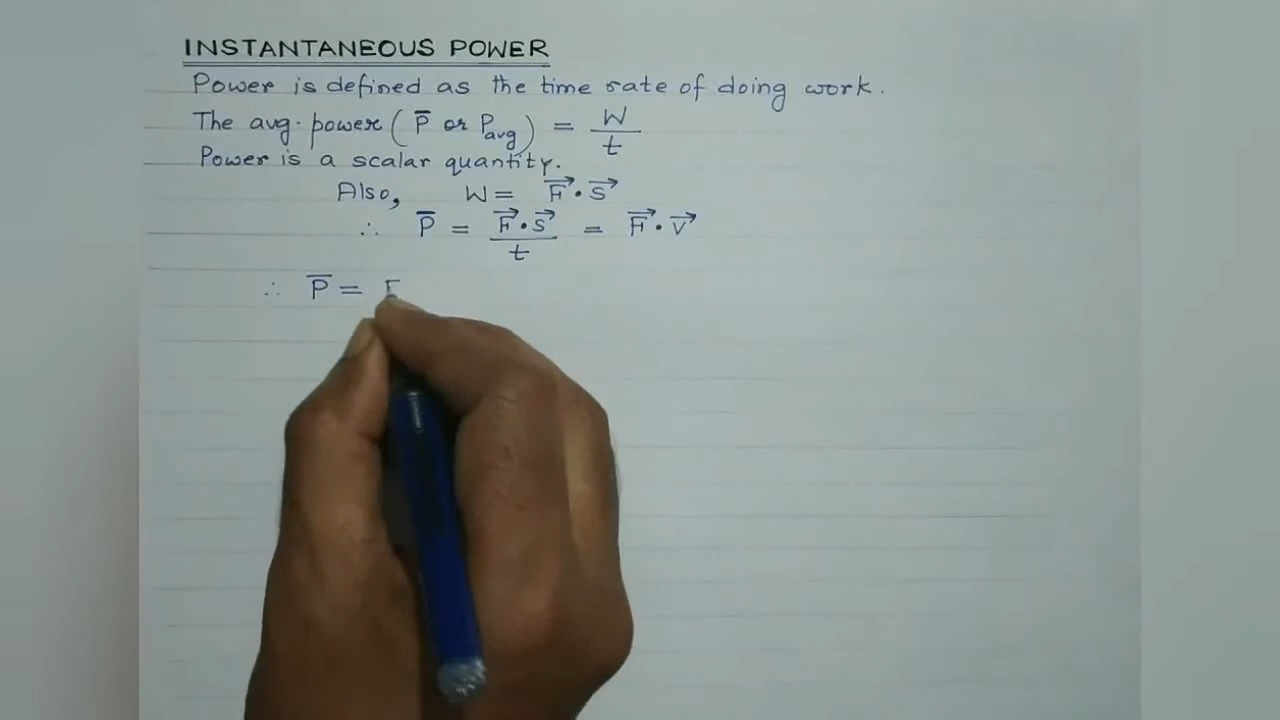 INSTANTANEOUS POWER
Power is defined as the time rate of doing work.
The avg. power (P̄ or Pavg) = W/t
Power is a scalar quantity.
Also, W = F⃗ · S⃗
∴ P̄ = F⃗ · S⃗ / t = F⃗ · V⃗
∴ P̄ =